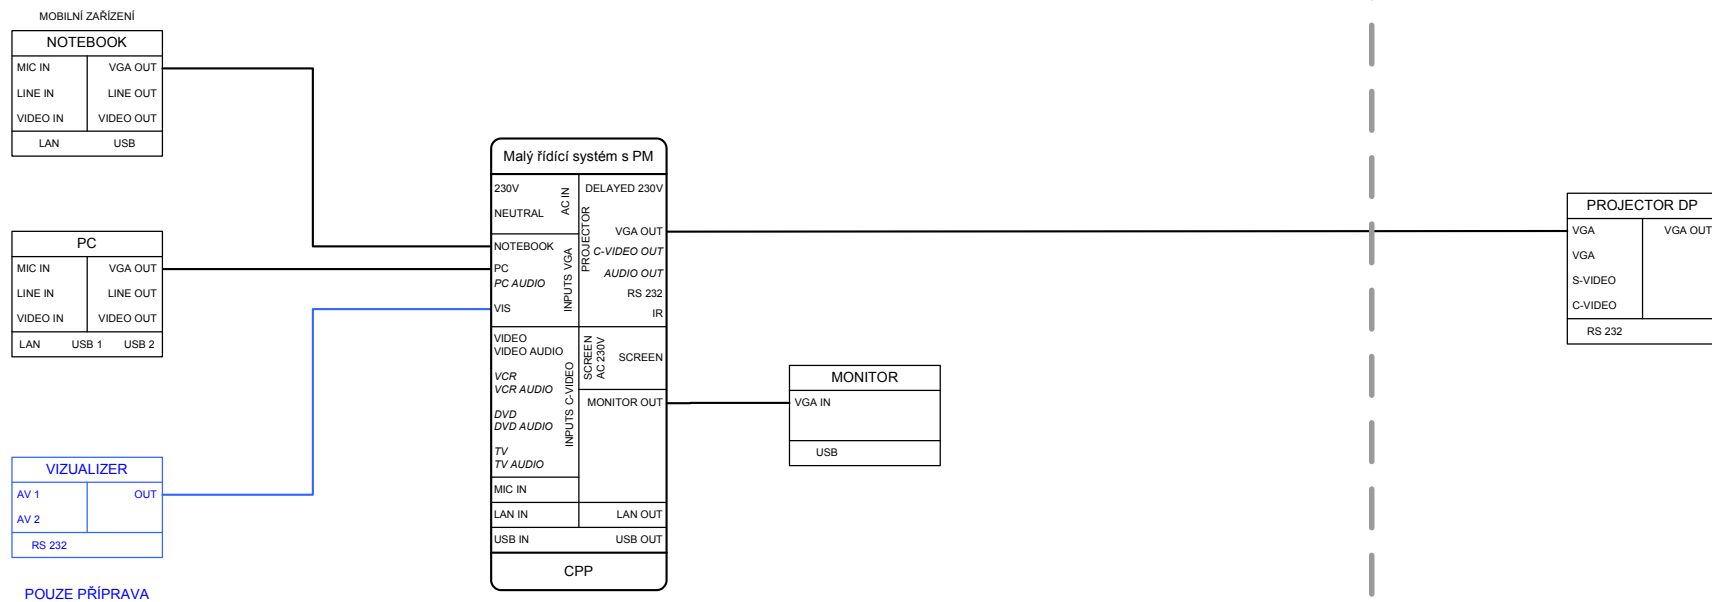 MOBILNÍ ZAŘÍZENÍ
NOTEBOOK
MIC IN VGA OUT
LINE IN LINE OUT
VIDEO IN VIDEO OUT
LAN USB
PC
MIC IN VGA OUT
LINE IN LINE OUT
VIDEO IN VIDEO OUT
LAN USB 1 USB 2
VIZUALIZER
AV 1 OUT
AV 2
RS 232
POUZE PŘÍPRAVA
Malý řídící systém s PM
230V
NEUTRAL
AC IN
NOTEBOOK
PC
PC AUDIO
VIS
INPUTS VGA
VIDEO
VIDEO AUDIO
VCR
VCR AUDIO
DVD
DVD AUDIO
TV
TV AUDIO
INPUTS C-VIDEO
MIC IN
DELAYED 230V
VGA OUT
C-VIDEO OUT
AUDIO OUT
RS 232
IR
PROJECTOR
SCREEN
AC 230V
SCREEN
MONITOR OUT
LAN IN LAN OUT
USB IN USB OUT
CPP
MONITOR
VGA IN
USB
PROJECTOR DP
VGA VGA OUT
VGA
S-VIDEO
C-VIDEO
RS 232